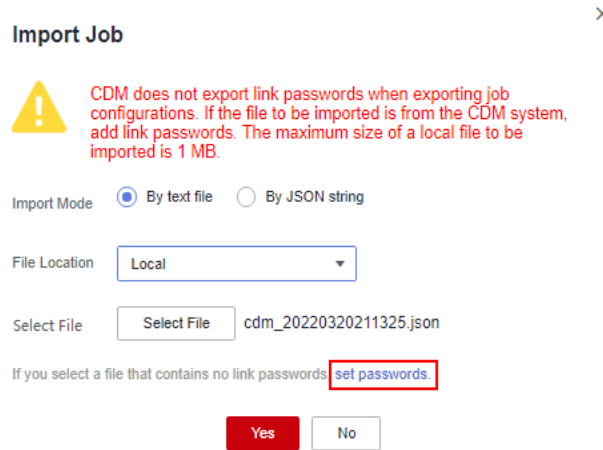 Import Job
CDM does not export link passwords when exporting job
configurations. If the file to be imported is from the CDM system,
add link passwords. The maximum size of a local file to be
imported is 1 MB.
Import Mode By text file By JSON string
File Location Local
Select File Select File cdm_20220320211325.json
If you select a file that contains no link passwords set passwords.
Yes No